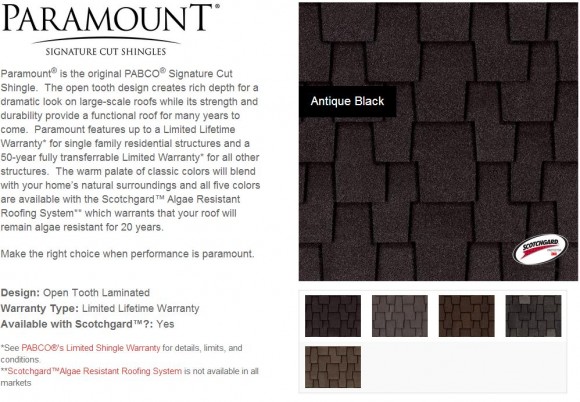 PARAMOUNT®
SIGNATURE CUT SHINGLES
Paramount® is the original PABCO® Signature Cut
Shingle. The open tooth design creates rich depth for a
dramatic look on large-scale roofs while its strength and
durability provide a functional roof for many years to
come. Paramount features up to a Limited Lifetime
Warranty* for single family residential structures and a
50-year fully transferrable Limited Warranty* for all other
structures. The warm palate of classic colors will blend
with your home's natural surroundings and all five colors
are available with the Scotchgard™ Algae Resistant
Roofing System** which warrants that your roof will
remain algae resistant for 20 years.
Make the right choice when performance is paramount.
Design: Open Tooth Laminated
Warranty Type: Limited Lifetime Warranty
Available with Scotchgard™?: Yes
*See PABCO®'s Limited Shingle Warranty for details, limits, and
conditions.
**Scotchgard™Algae Resistant Roofing System is not available in all
markets
Antique Black
SCOTCHGARD